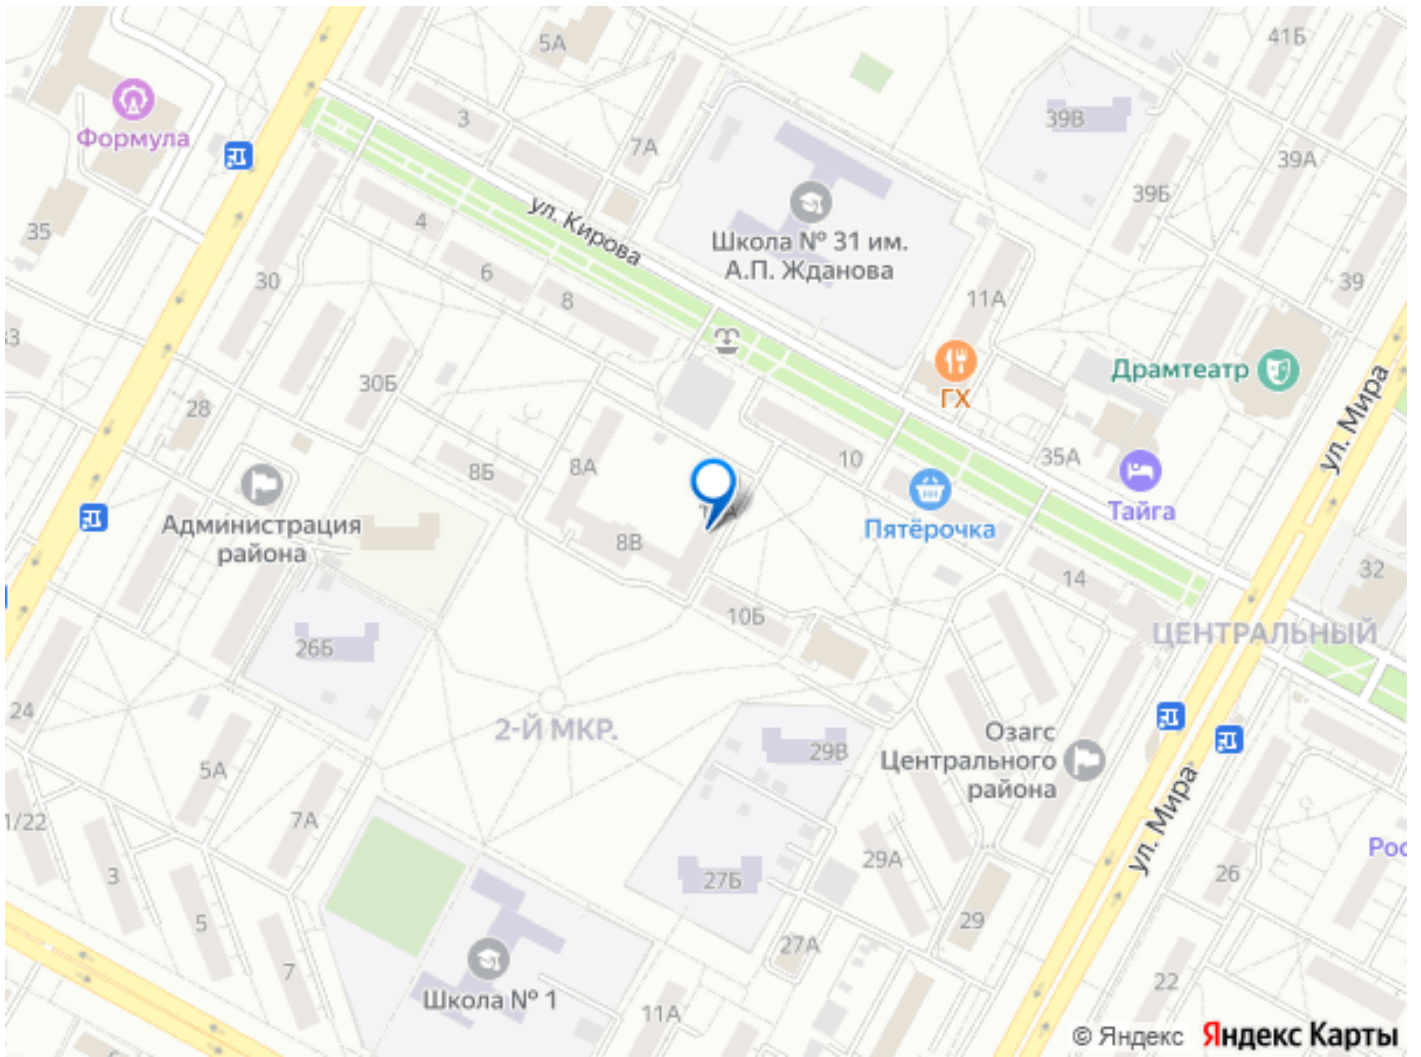 5А
41Б
Формула
3
7А
39В
39А
39Б
35
ул. Кирова
4
Школа № 31 им.
А.П. Жданова
6
30
8
11А
39
33
30Б
ГХ
Драмтеатр
ул. Мира
28
8Б
8А
10
35А
Тайга
Пятёрочка
Администрация
района
8В
14
32
10Б
ЦЕНТРАЛЬНЫЙ
26Б
24
2-Й МКР.
29В
Озагс
Центрального
района
5А
7А
1/22
ул. Мира
Рос
3
29А
27Б
26
5
29
27А
7
Школа № 1
11А
22
© Яндекс
Яндекс Карты